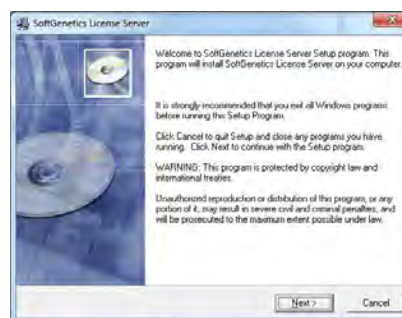 SoftGenetics License Server
Welcome to SoftGenetics License Server Setup program. This
program will install SoftGenetics License Server on your computer.
It is strongly recommended that you exit all Windows programs
before running this Setup Program.
Click Cancel to quit Setup and close any programs you have
running. Click Next to continue with the Setup program.
WARNING: This program is protected by copyright law and
international treaties.
Unauthorized reproduction or distribution of this program, or any
portion of it, may result in severe civil and criminal penalties, and
will be prosecuted to the maximum extent possible under law.
Next >
Cancel